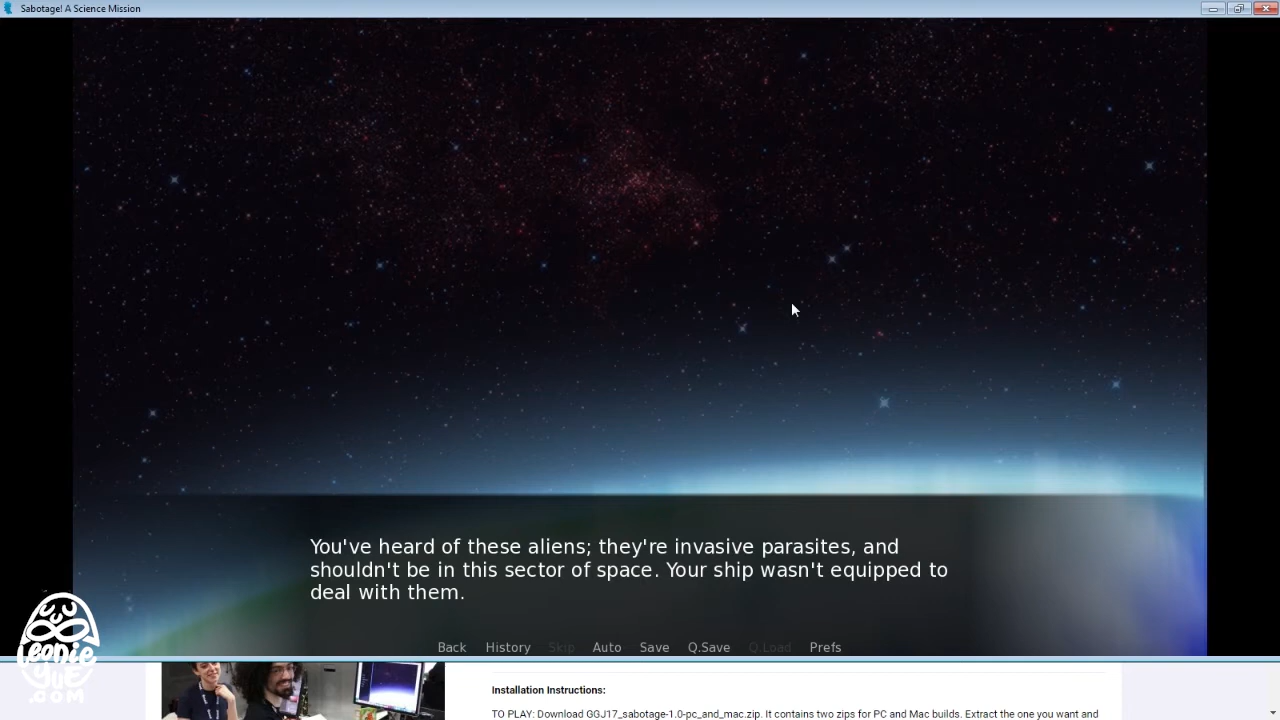 Sabotage! A Science Mission
You've heard of these aliens; they're invasive parasites, and
shouldn't be in this sector of space. Your ship wasn't equipped to
deal with them.
Back History Skip Auto Save Q.Save Q.Load Prefs
Leonie
Yue
.COM
Installation Instructions:
TO PLAY: Download GGJ17_sabotage-1.0-pc_and_mac.zip. It contains two zips for PC and Mac builds. Extract the one you want and